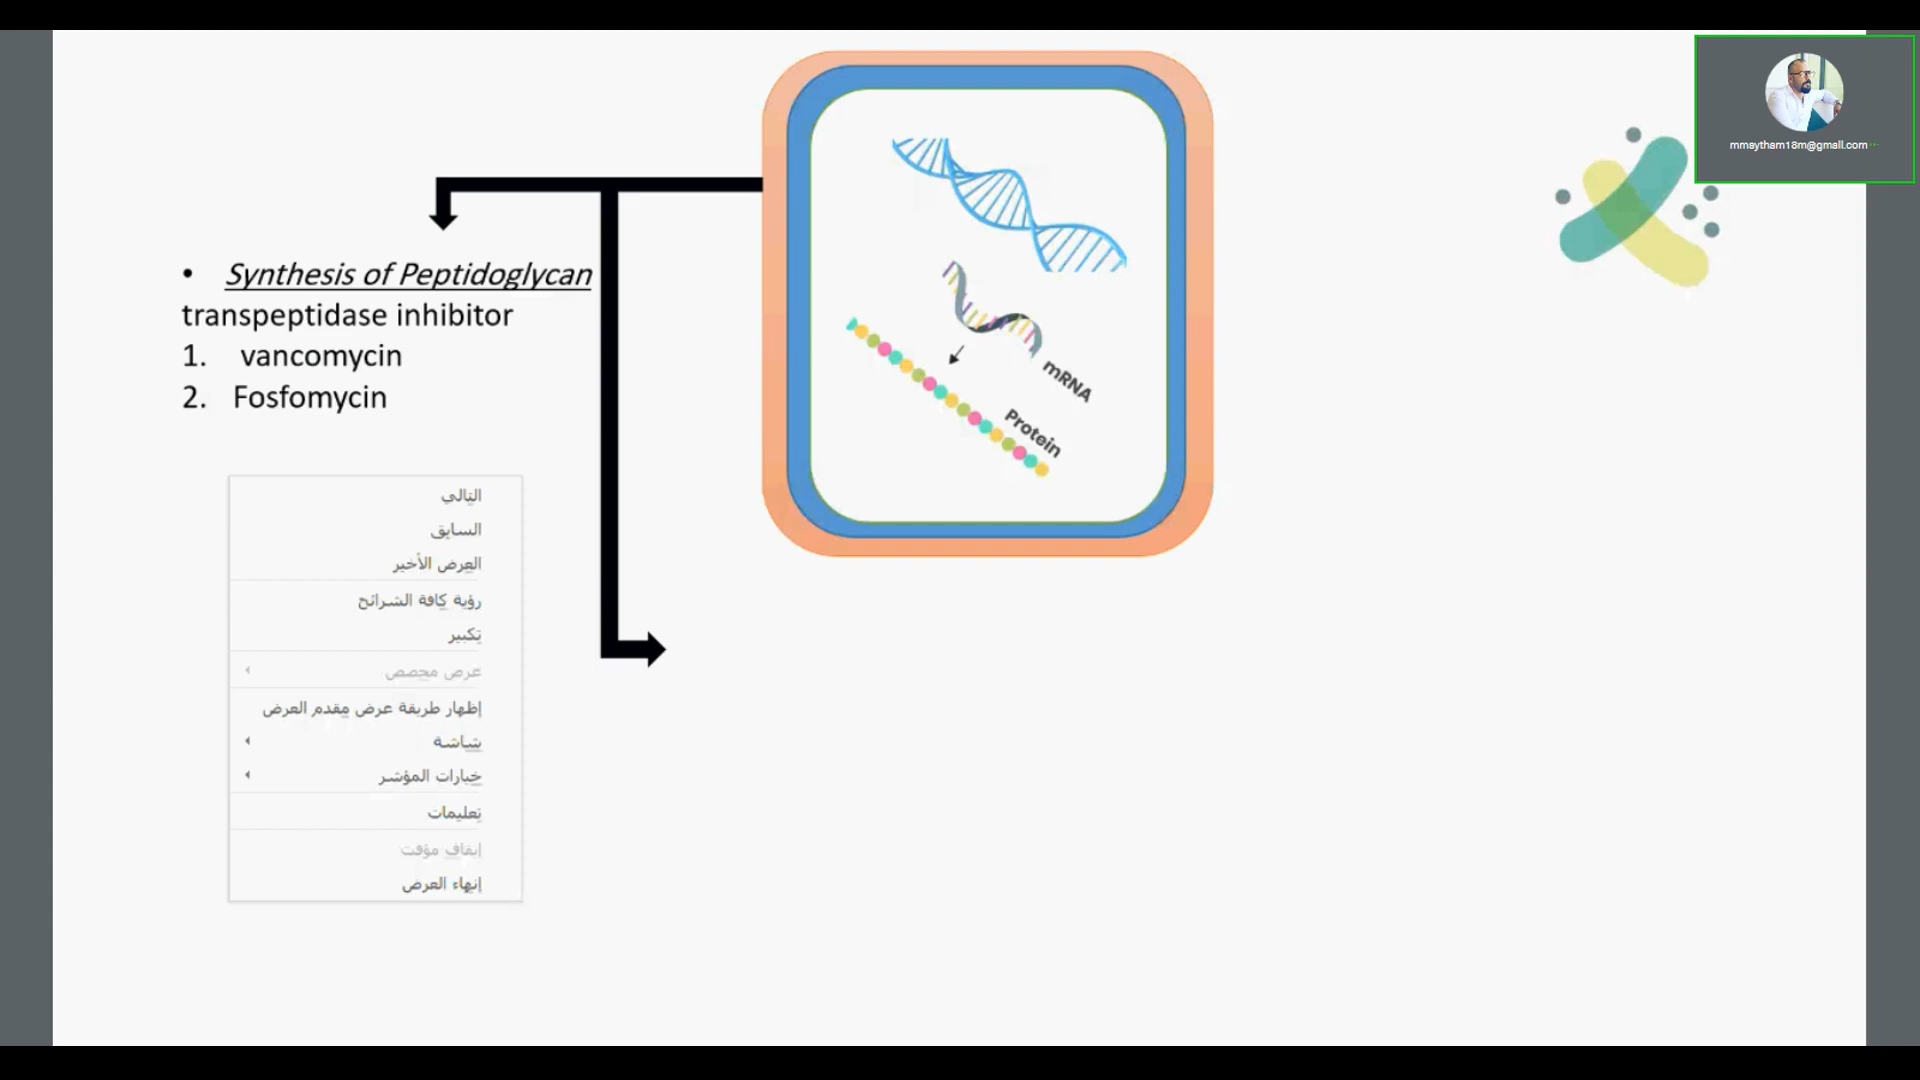 • Synthesis of Peptidoglycan
transpeptidase inhibitor
1. vancomycin
2. Fosfomycin
mRNA
Protein
mmaytham18m@gmail.com
التالي
السابق
العرض الأخير
رؤية كافة الشرائح
تكبير
عرض مخصص
إظهار طريقة عرض مقدم العرض
شاشة
خيارات المؤشر
تعليمات
إيقاف مؤقت
إنهاء العرض